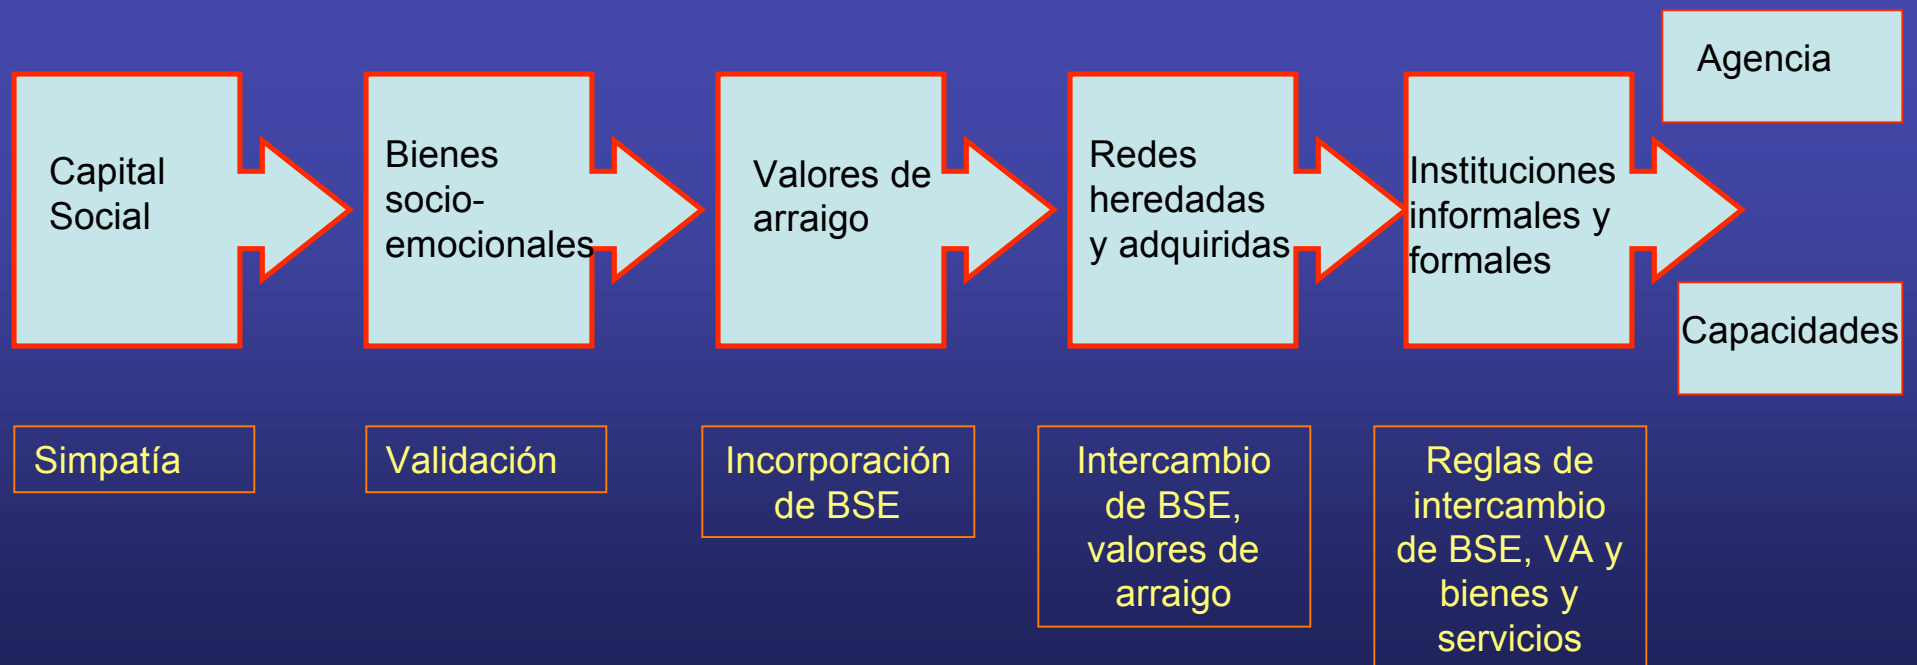 Capital
Social
Bienes
socio-
emocionales
Valores de
arraigo
Redes
heredadas
y adquiridas
Instituciones
informales y
formales
Agencia
Capacidades
Simpatía
Validación
Incorporación
de BSE
Intercambio
de BSE,
valores de
arraigo
Reglas de
intercambio
de BSE, VA y
bienes y
servicios